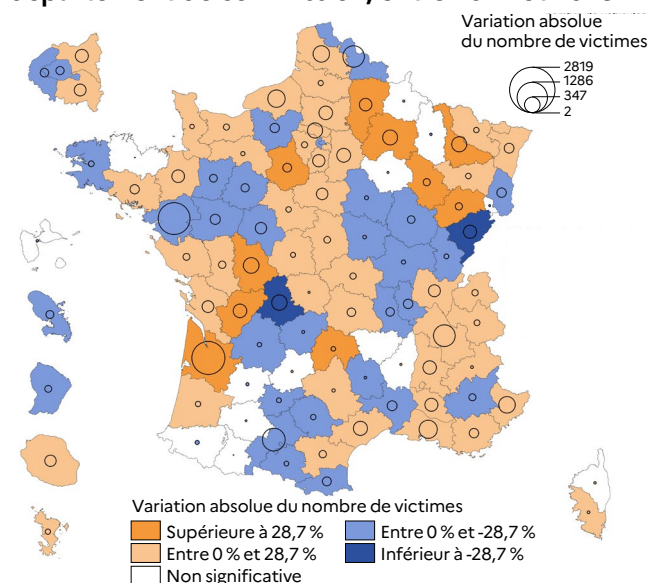 Variation absolue
du nombre de victimes
2819
1286
347
2
Variation absolue du nombre de victimes
Supérieure à 28,7 %
Entre 0 % et 28,7 %
Non significative
Entre 0 % et -28,7 %
Inférieur à -28,7 %